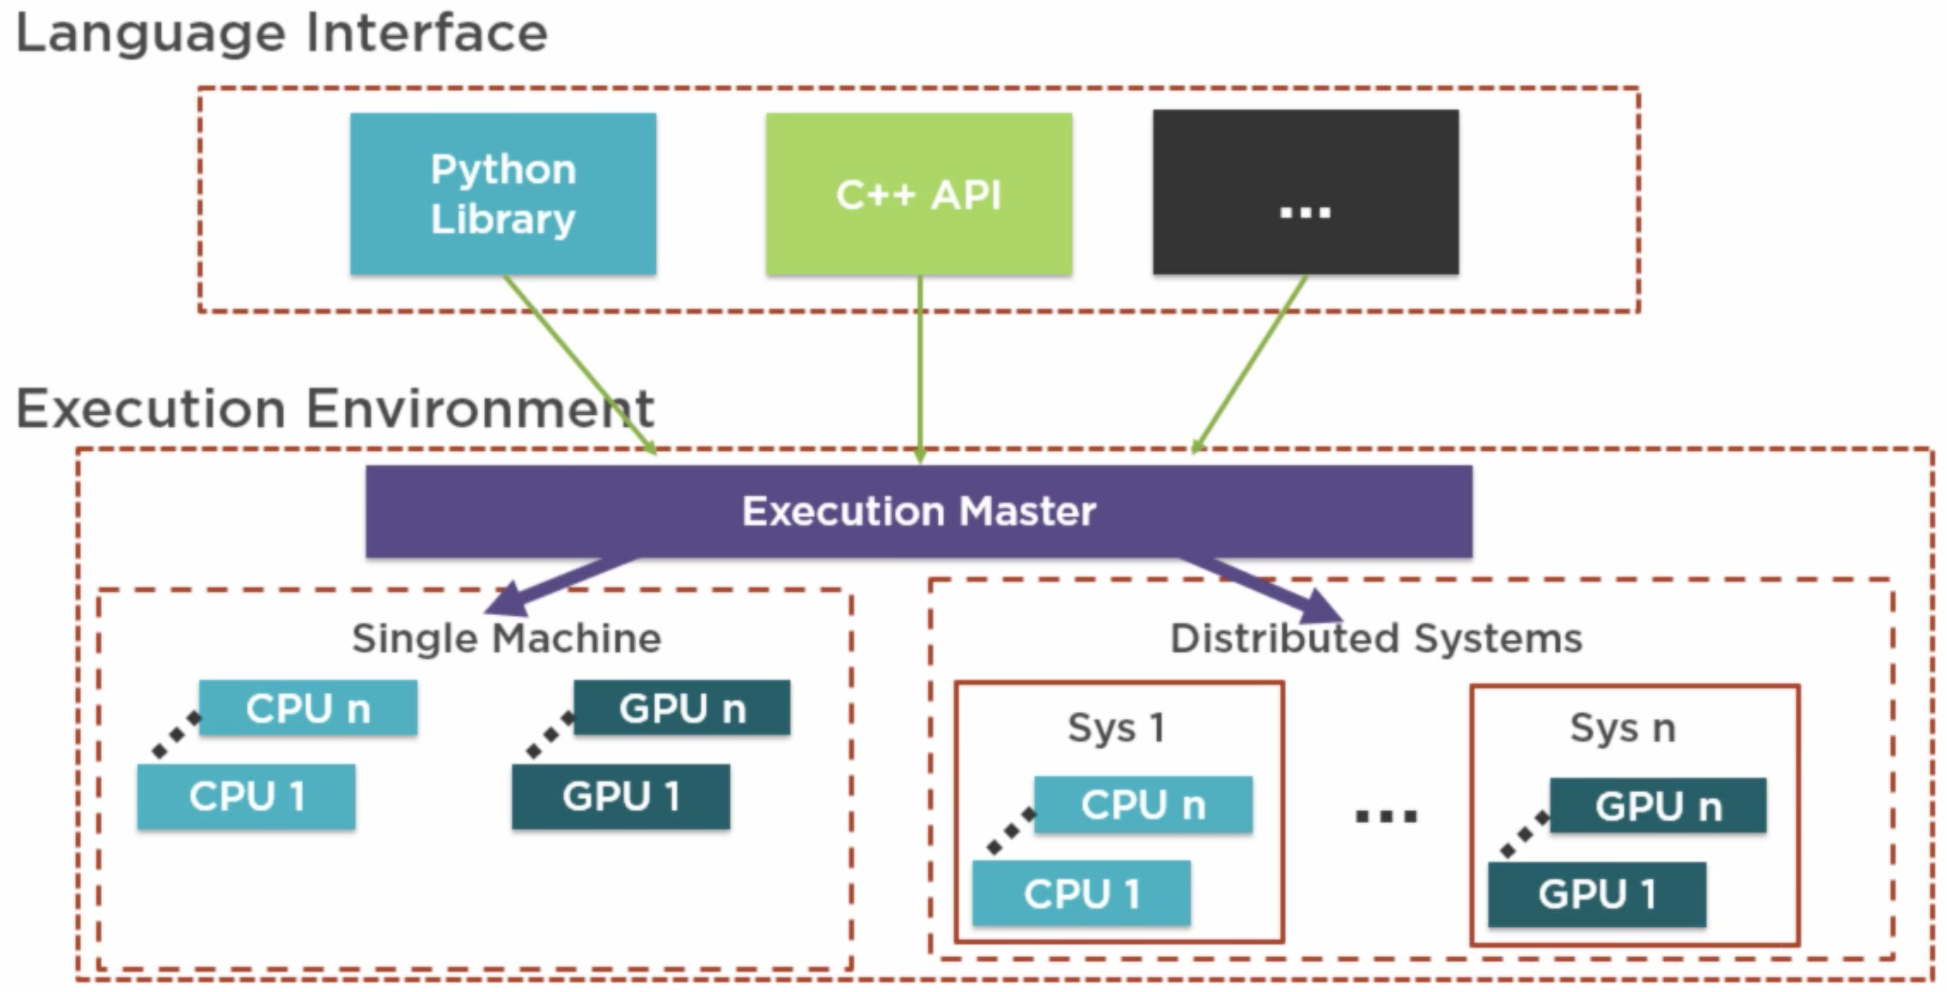 Language Interface
Python
Library
C++ API
...
Execution Environment
Execution Master
Single Machine
CPU n
CPU 1
GPU n
GPU 1
Distributed Systems
Sys 1
CPU n
CPU 1
...
Sys n
GPU n
GPU 1